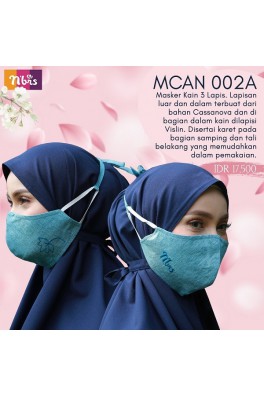 Nbrs
MCAN 002A
Masker Kain 3 Lapis. Lapisan
luar dan dalam terbuat dari
bahan Cassanova dan di
bagian dalam kain dilapisi
Vislin. Disertai karet pada
bagian samping dan tali
belakang yang memudahkan
dalam pemakaian.
IDR 17.500
Nbrs